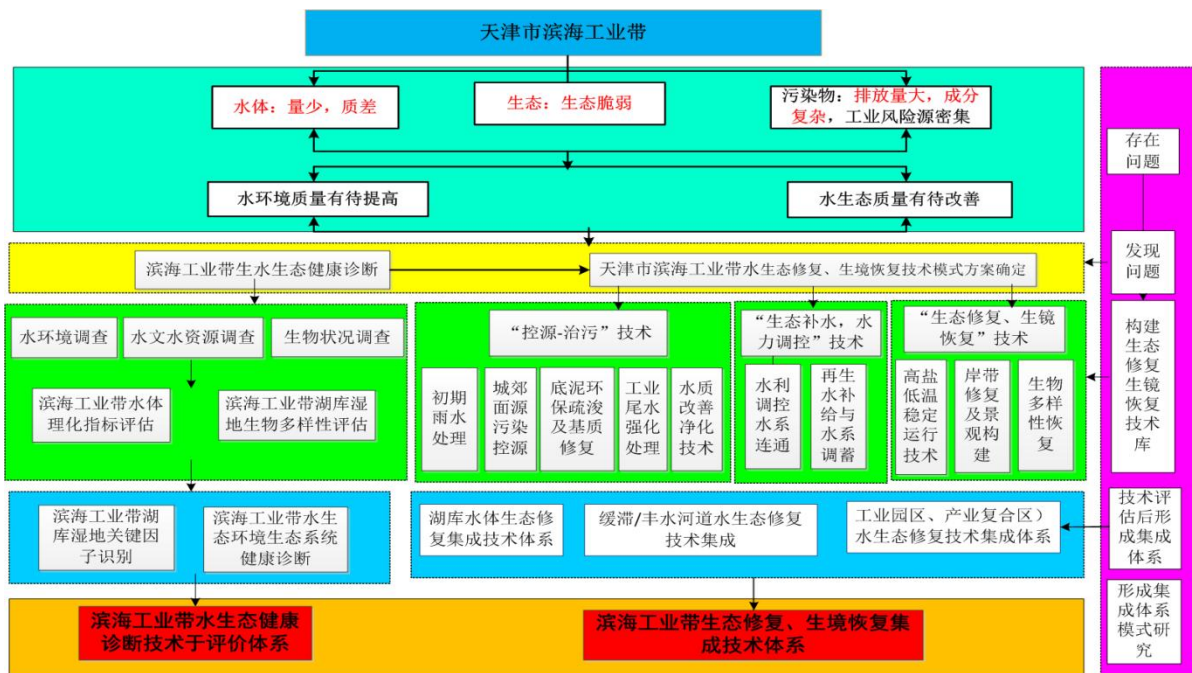 天津市滨海工业带
水体：量少，质差
生态：生态脆弱
污染物：排放量大，成分
复杂，工业风险源密集
水环境质量有待提高
水生态质量有待改善
滨海工业带生水生态健康诊断
天津市滨海工业带水生态修复、生境恢复技术模式方案确定
水环境调查
水文水资源调查
生物状况调查
滨海工业带水体
理化指标评估
滨海工业带湖库湿
地生物多样性评估
“控源-治污”技术
初期
雨水
处理
城郊
面源
污染
控源
底泥环
保疏浚
及基质
修复
工业
尾水
强化
处理
水质
改善
净化
技术
“生态补水，水
力调控”技术
水利
调控
水系
连通
再生
水补
给与
水系
调蓄
“生态修复、生镜
恢复”技术
高盐
低温
稳定
运行
技术
岸带
修复
及景
观构
建
生物
多样
性恢
复
滨海工业带湖
库湿地关键因
子识别
滨海工业带水生
态环境生态系统
健康诊断
湖库水体生态修
复集成技术体系
缓滞/丰水河道水生态修复
技术集成
工业园区、产业复合区）
水生态修复技术集成体系
滨海工业带水生态健康
诊断技术于评价体系
滨海工业带生态修复、生境恢复集
成技术体系
存在
问题
发现
问题
构建
生态
修复
生镜
恢复
技术
库
技术评
估后形
成集成
体系
形成集
成体系
模式研
究